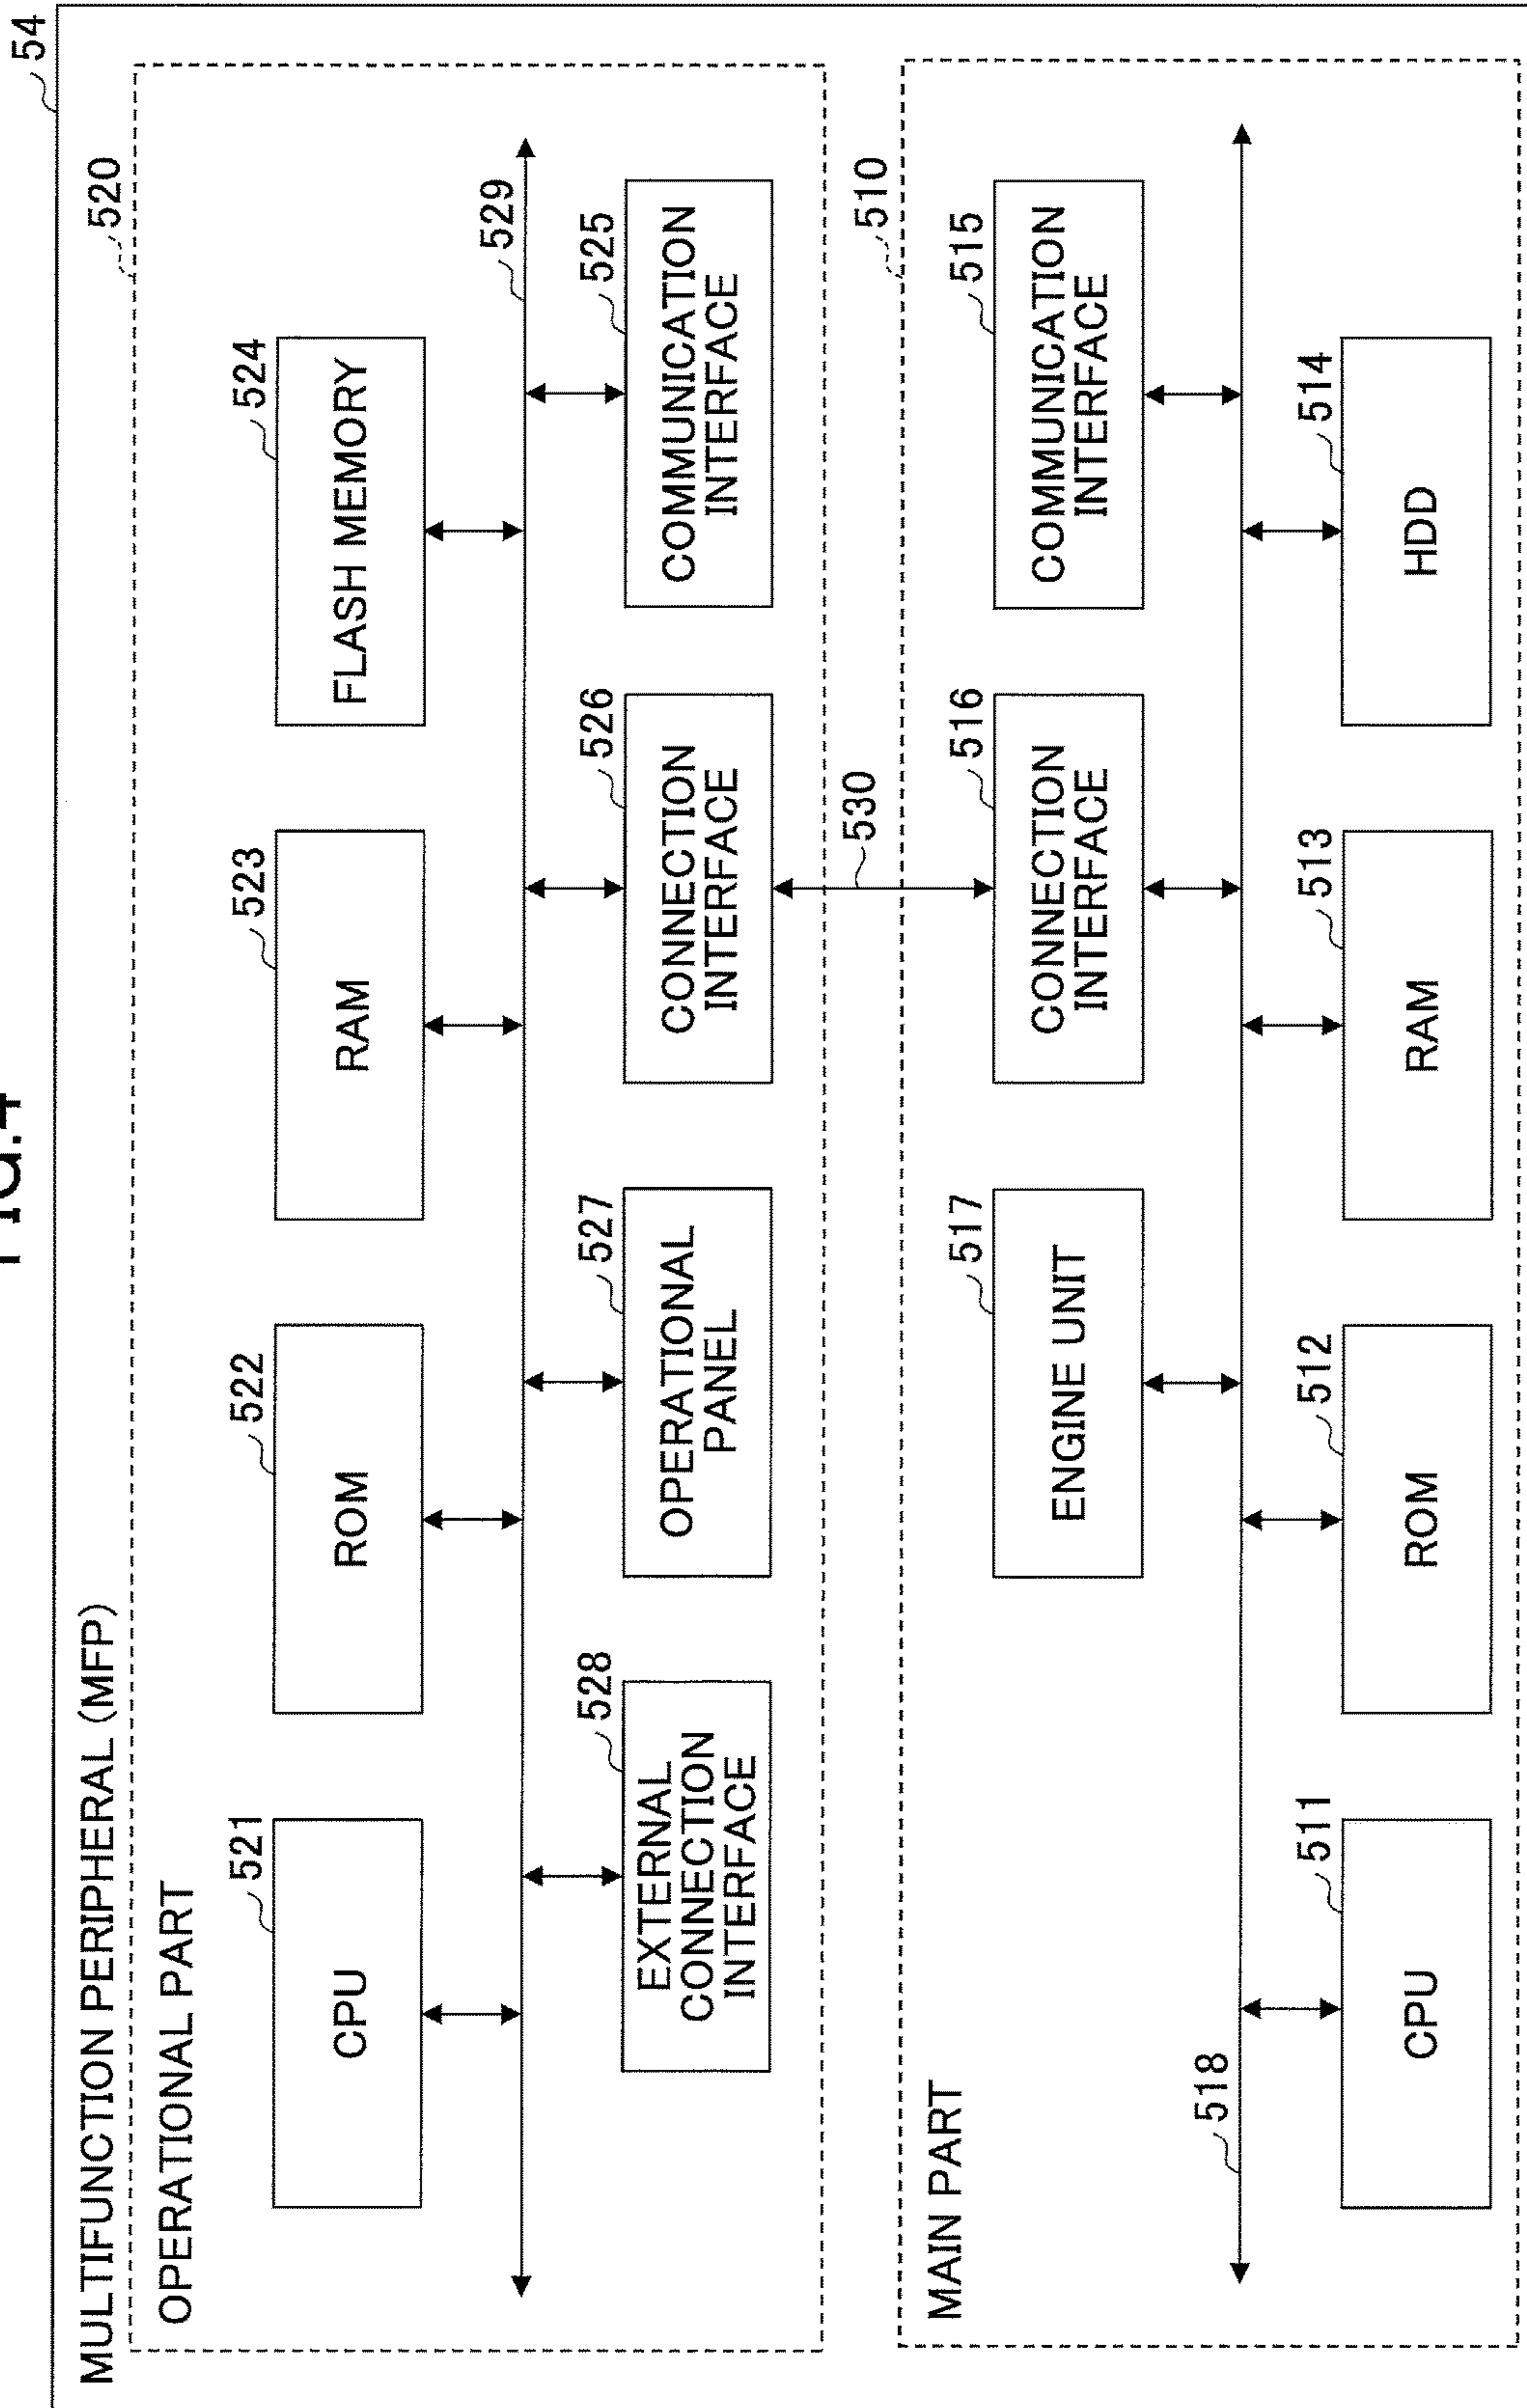 FIG.4
54
MULTIFUNCTION PERIPHERAL (MFP)
520
OPERATIONAL PART
521
CPU
522
ROM
523
RAM
524
FLASH MEMORY
529
528
EXTERNAL
CONNECTION
INTERFACE
527
OPERATIONAL
PANEL
526
CONNECTION
INTERFACE
525
COMMUNICATION
INTERFACE
530
510
MAIN PART
517
ENGINE UNIT
516
CONNECTION
INTERFACE
515
COMMUNICATION
INTERFACE
518
511
CPU
512
ROM
513
RAM
514
HDD